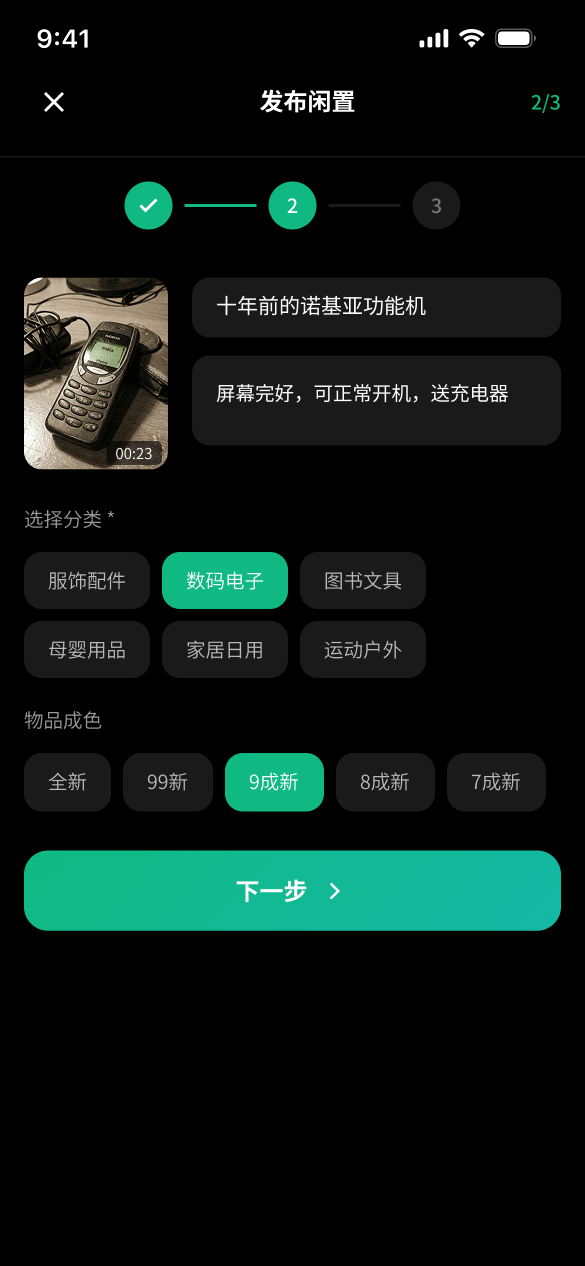 9:41
发布闲置
2/3
2
3
NOKIA
00:23
十年前的诺基亚功能机
屏幕完好，可正常开机，送充电器
选择分类 *
服饰配件 数码电子 图书文具
母婴用品 家居日用 运动户外
物品成色
全新 99新 9成新 8成新 7成新
下一步